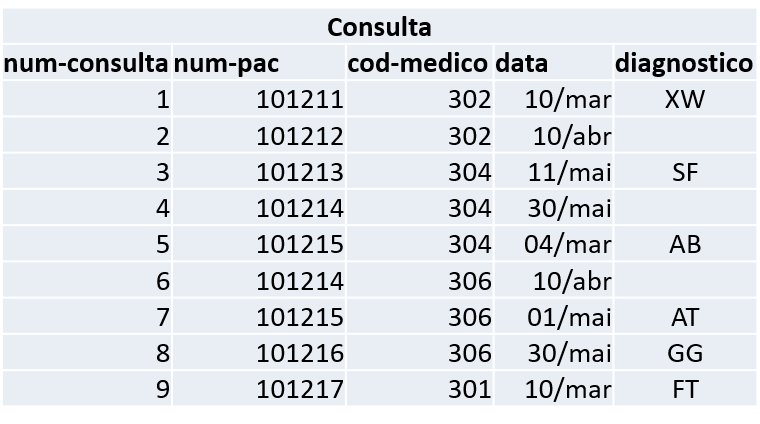 Consulta
num-consulta num-pac cod-medico data diagnostico
1 101211 302 10/mar XW
2 101212 302 10/abr
3 101213 304 11/mai SF
4 101214 304 30/mai
5 101215 304 04/mar AB
6 101214 306 10/abr
7 101215 306 01/mai AT
8 101216 306 30/mai GG
9 101217 301 10/mar FT